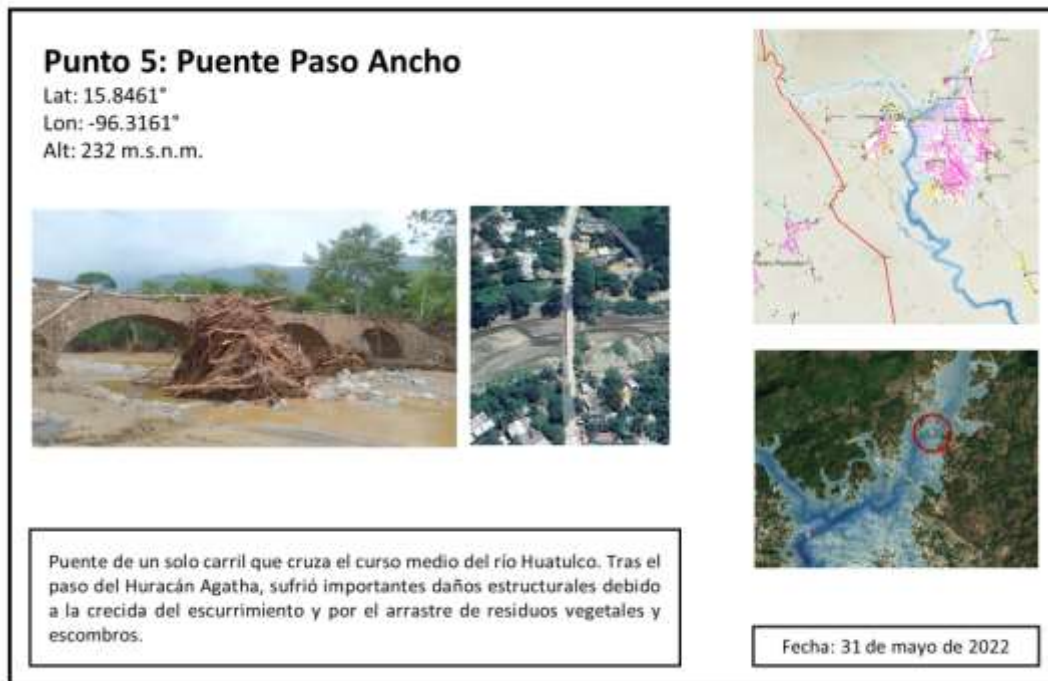 Punto 5: Puente Paso Ancho
Lat: 15.8461°
Lon: -96.3161°
Alt: 232 m.s.n.m.
Puente de un solo carril que cruza el curso medio del río Huatulco. Tras el
paso del Huracán Agatha, sufrió importantes daños estructurales debido
a la crecida del escurrimiento y por el arrastre de residuos vegetales y
escombros.
Fecha: 31 de mayo de 2022